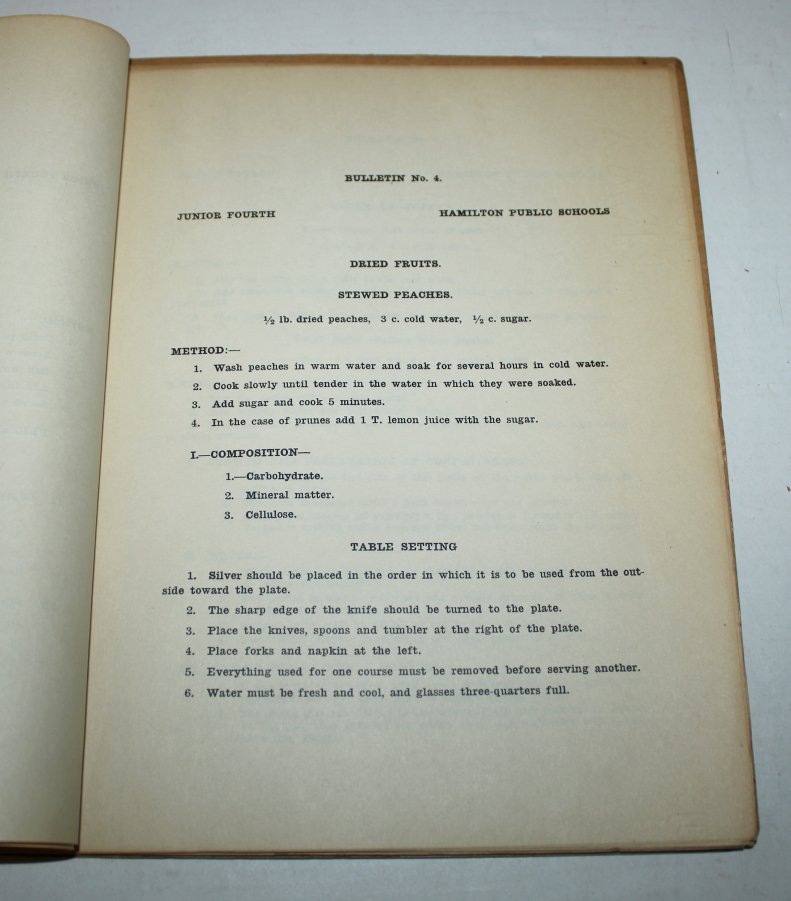 BULLETIN No. 4.
JUNIOR FOURTH HAMILTON PUBLIC SCHOOLS
DRIED FRUITS.
STEWED PEACHES.
½ lb. dried peaches, 3 c. cold water, ½ c. sugar.
METHOD:—
1. Wash peaches in warm water and soak for several hours in cold water.
2. Cook slowly until tender in the water in which they were soaked.
3. Add sugar and cook 5 minutes.
4. In the case of prunes add 1 T. lemon juice with the sugar.
I.—COMPOSITION—
1.—Carbohydrate.
2. Mineral matter.
3. Cellulose.
TABLE SETTING
1. Silver should be placed in the order in which it is to be used from the out-
side toward the plate.
2. The sharp edge of the knife should be turned to the plate.
3. Place the knives, spoons and tumbler at the right of the plate.
4. Place forks and napkin at the left.
5. Everything used for one course must be removed before serving another.
6. Water must be fresh and cool, and glasses three-quarters full.